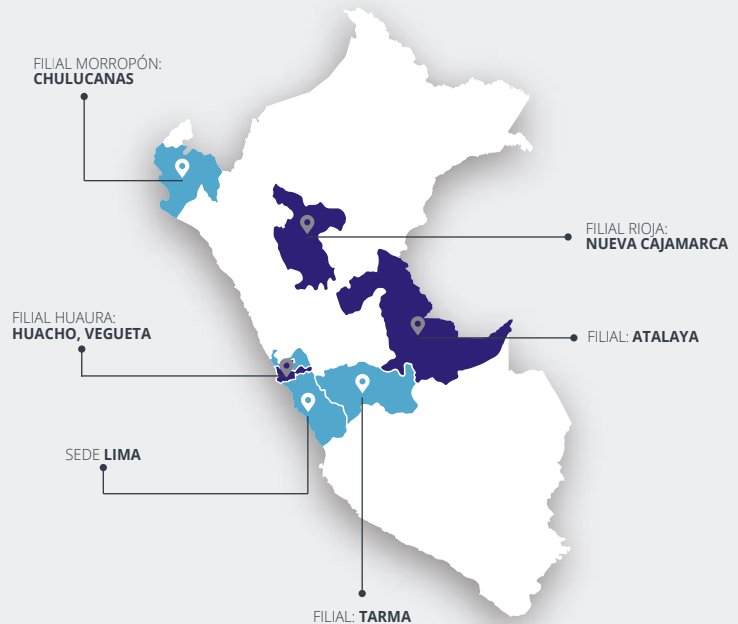 FILIAL MORROPÓN:
CHULUCANAS
FILIAL RIOJA:
NUEVA CAJAMARCA
FILIAL HUAURA:
HUACHO, VEGUETA
FILIAL: ATALAYA
SEDE LIMA
FILIAL: TARMA